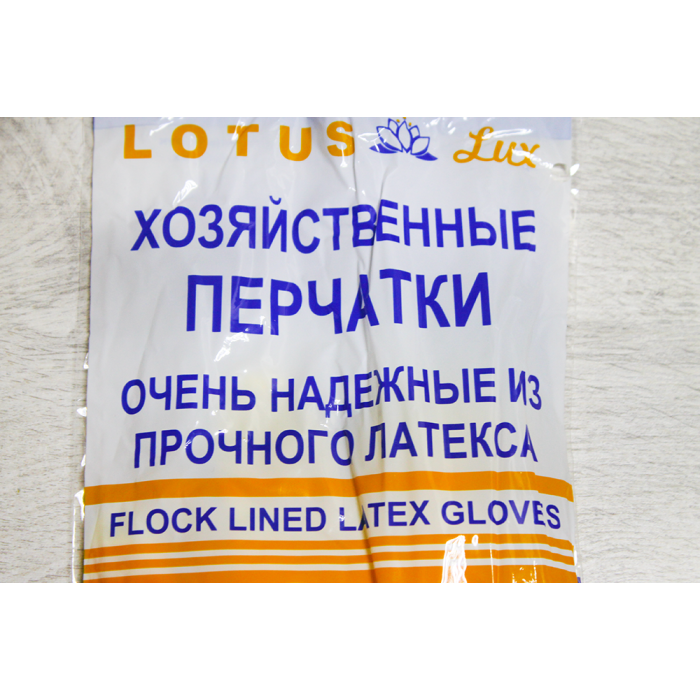 LOTUS Lux
ХОЗЯЙСТВЕННЫЕ
ПЕРЧАТКИ
ОЧЕНЬ НАДЕЖНЫЕ ИЗ
ПРОЧНОГО ЛАТЕКСА
FLOCK LINED LATEX GLOVES